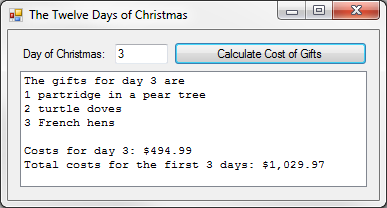 The Twelve Days of Christmas
Day of Christmas: 3 Calculate Cost of Gifts
The gifts for day 3 are
1 partridge in a pear tree
2 turtle doves
3 French hens
Costs for day 3: $494.99
Total costs for the first 3 days: $1,029.97